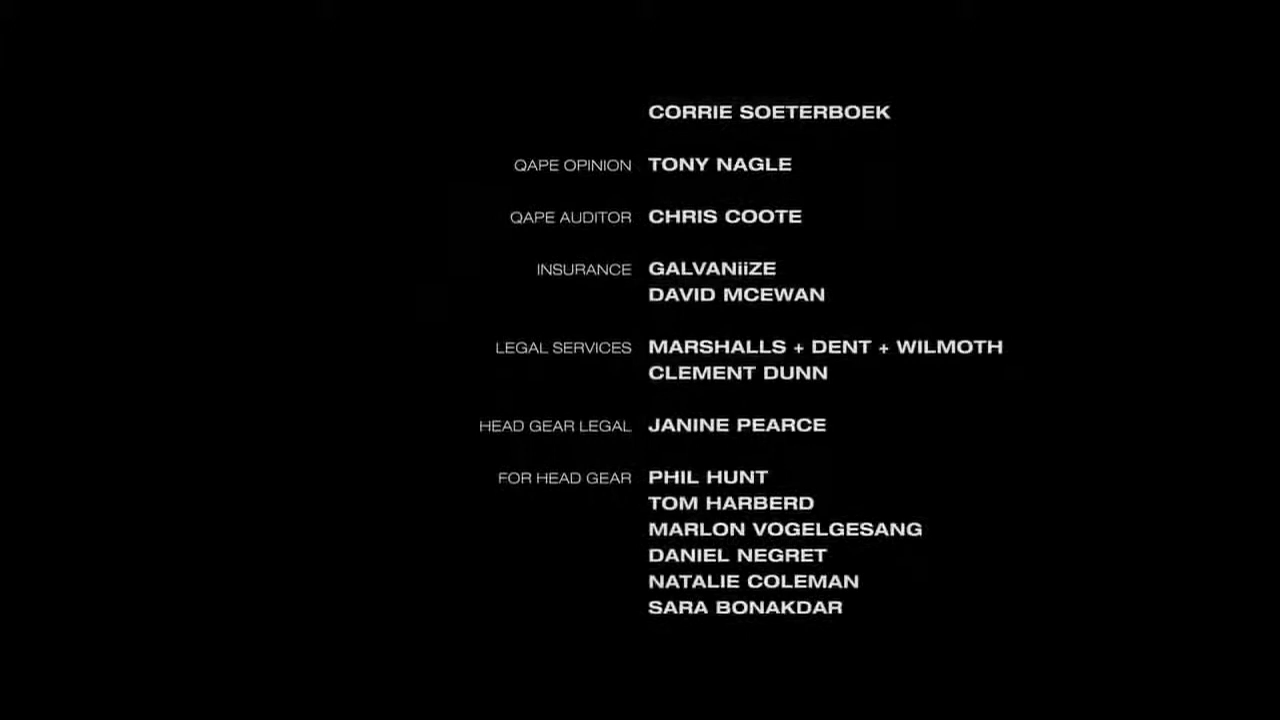 CORRIE SOETERBOEK
QAPE OPINION TONY NAGLE
QAPE AUDITOR CHRIS COOTE
INSURANCE GALVANiiZE
DAVID MCEWAN
LEGAL SERVICES MARSHALLS + DENT + WILMOTH
CLEMENT DUNN
HEAD GEAR LEGAL JANINE PEARCE
FOR HEAD GEAR PHIL HUNT
TOM HARBERD
MARLON VOGELGESANG
DANIEL NEGRET
NATALIE COLEMAN
SARA BONAKDAR